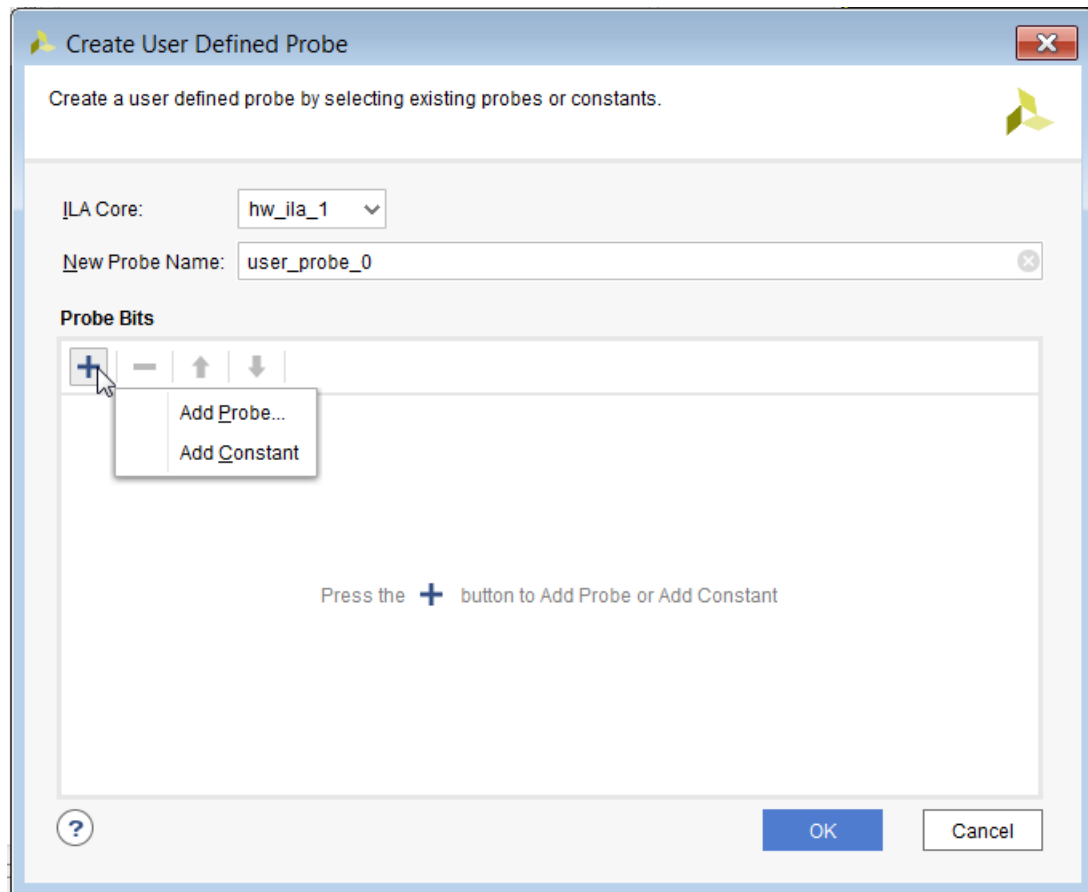 Create User Defined Probe
Create a user defined probe by selecting existing probes or constants.
ILA Core: hw_ila_1
New Probe Name: user_probe_0
Probe Bits
Add Probe...
Add Constant
Press the + button to Add Probe or Add Constant
? OK Cancel